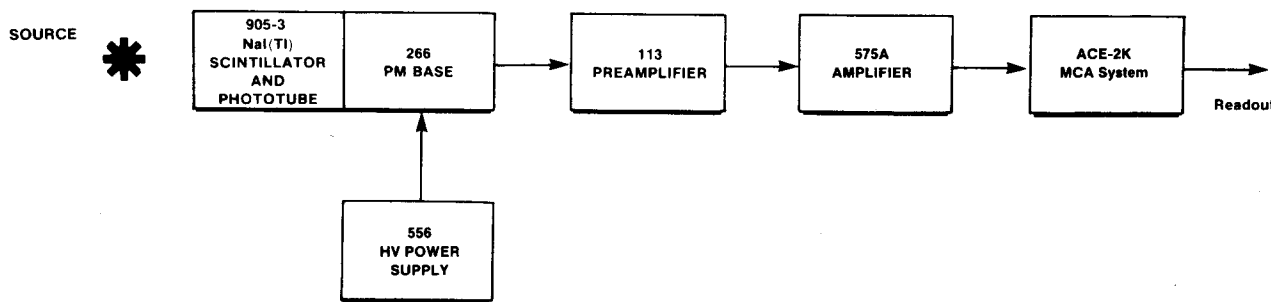 SOURCE
905-3
NaI(Tl)
SCINTILLATOR
AND
PHOTOTUBE
266
PM BASE
113
PREAMPLIFIER
575A
AMPLIFIER
ACE-2K
MCA System
Readout
556
HV POWER
SUPPLY